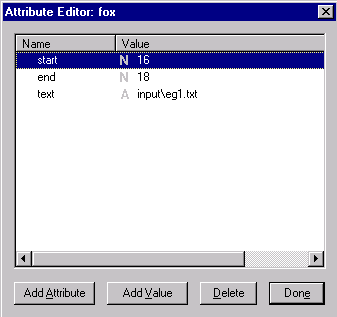 Attribute Editor: fox
Name Value
start N 16
end N 18
text A input\eg1.txt
Add Attribute Add Value Delete Done